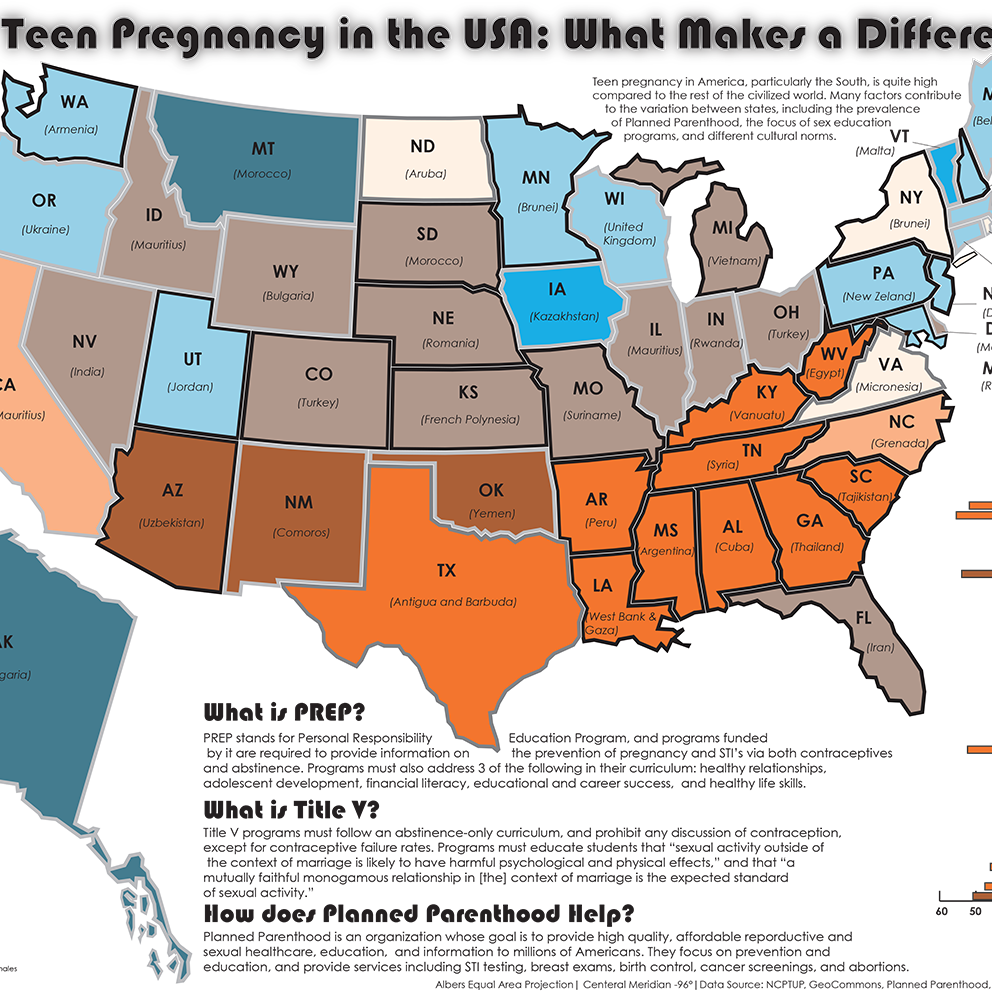 Teen Pregnancy in the USA: What Makes a Differe
Teen pregnancy in America, particularly the South, is quite high
compared to the rest of the civilized world. Many factors contribute
to the variation between states, including the prevalence
of Planned Parenthood, the focus of sex education
programs, and different cultural norms.
WA
(Armenia)
MT
(Morocco)
ND
(Aruba)
MN
(Brunei)
VT
(Malta)
M
(Bel
OR
(Ukraine)
ID
(Mauritius)
WI
(United
Kingdom)
NY
(Brunei)
SD
(Morocco)
MI
(Vietnam)
WY
(Bulgaria)
PA
(New Zeland)
IA
(Kazakhstan)
N
(D
NE
(Romania)
IL
(Mauritius)
IN
(Rwanda)
OH
(Turkey)
D
(Mo
NV
(India)
UT
(Jordan)
CO
(Turkey)
WV
(Egypt)
VA
(Micronesia)
M
(R
CA
Mauritius)
KS
(French Polynesia)
MO
(Suriname)
KY
(Vanuatu)
NC
(Grenada)
TN
(Syria)
AZ
(Uzbekistan)
NM
(Comoros)
OK
(Yemen)
AR
(Peru)
SC
(Tajikistan)
MS
(Argentina)
AL
(Cuba)
GA
(Thailand)
TX
(Antigua and Barbuda)
LA
(West Bank &
Gaza)
FL
(Iran)
AK
garia)
What is PREP?
PREP stands for Personal Responsibility Education Program, and programs funded
by it are required to provide information on the prevention of pregnancy and STI's via both contraceptives
and abstinence. Programs must also address 3 of the following in their curriculum: healthy relationships,
adolescent development, financial literacy, educational and career success, and healthy life skills.
What is Title V?
Title V programs must follow an abstinence-only curriculum, and prohibit any discussion of contraception,
except for contraceptive failure rates. Programs must educate students that “sexual activity outside of
the context of marriage is likely to have harmful psychological and physical effects,” and that “a
mutually faithful monogamous relationship in [the] context of marriage is the expected standard
of sexual activity.”
How does Planned Parenthood Help?
Planned Parenthood is an organization whose goal is to provide high quality, affordable reporductive and
sexual healthcare, education, and information to millions of Americans. They focus on prevention and
education, and provide services including STI testing, breast exams, birth control, cancer screenings, and abortions.
60 50
males
Albers Equal Area Projection| Centeral Meridian -96°|Data Source: NCPTUP, GeoCommons, Planned Parenthood,